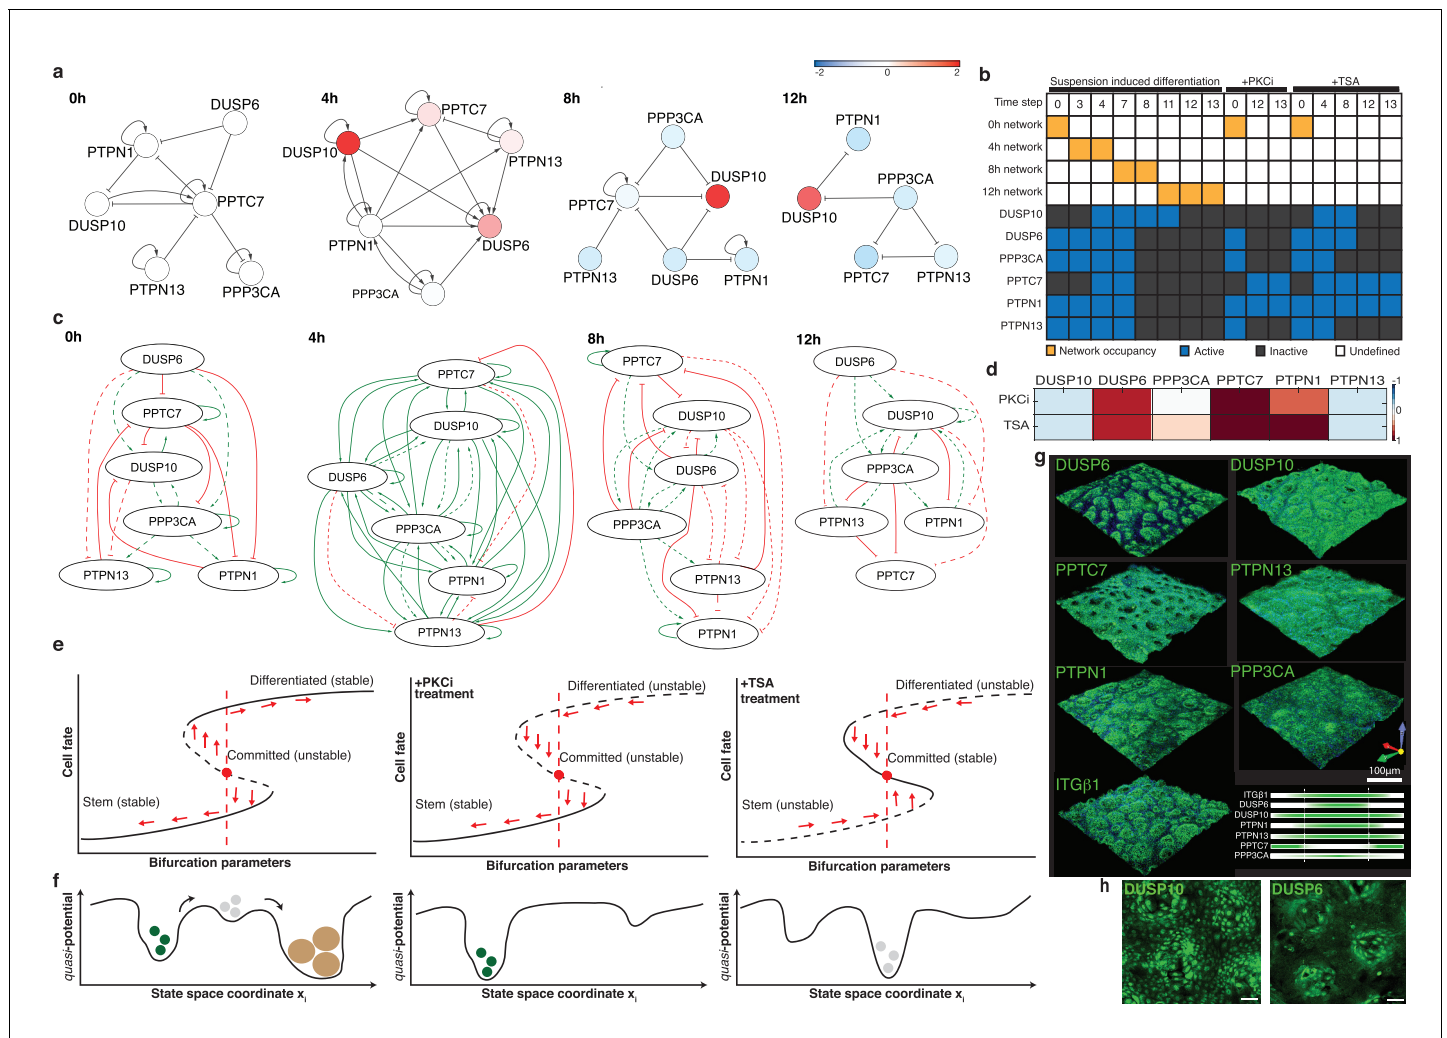 a
0h
DUSP6
PTPN1
DUSP10
PPTC7
PTPN13
PPP3CA
4h
PPTC7
DUSP10
PTPN13
PTPN1
DUSP6
PPP3CA
-2 0 2
8h
PPP3CA
DUSP10
PPTC7
PTPN13
DUSP6
PTPN1
12h
PTPN1
PPP3CA
DUSP10
PPTC7
PTPN13
b
Suspension induced differentiation +PKCi +TSA
Time step 0 3 4 7 8 11 12 13 0 12 13 0 4 8 12 13
0h network
4h network
8h network
12h network
DUSP10
DUSP6
PPP3CA
PPTC7
PTPN1
PTPN13
Network occupancy Active Inactive Undefined
c
0h
DUSP6
PPTC7
DUSP10
PPP3CA
PTPN13
PTPN1
4h
PPTC7
DUSP10
DUSP6
PPP3CA
PTPN1
PTPN13
8h
PPTC7
DUSP10
DUSP6
PPP3CA
PTPN13
PTPN1
12h
DUSP6
DUSP10
PPP3CA
PTPN13
PTPN1
PPTC7
d
DUSP10 DUSP6 PPP3CA PPTC7 PTPN1 PTPN13
PKCi
TSA
-1
0
1
e
Cell fate
Differentiated (stable)
Committed (unstable)
Stem (stable)
Bifurcation parameters
+PKCi
treatment
Cell fate
Differentiated (unstable)
Committed (unstable)
Stem (stable)
Bifurcation parameters
+TSA
treatment
Cell fate
Differentiated (unstable)
Committed (stable)
Stem (unstable)
Bifurcation parameters
f
quasi-potential
State space coordinate xi
quasi-potential
State space coordinate xi
quasi-potential
State space coordinate xi
g
DUSP6
DUSP10
PPTC7
PTPN13
PTPN1
PPP3CA
100µm
ITGβ1
ITGβ1
DUSP6
DUSP10
PTPN1
PTPN13
PPTC7
PPP3CA
h
DUSP10
DUSP6